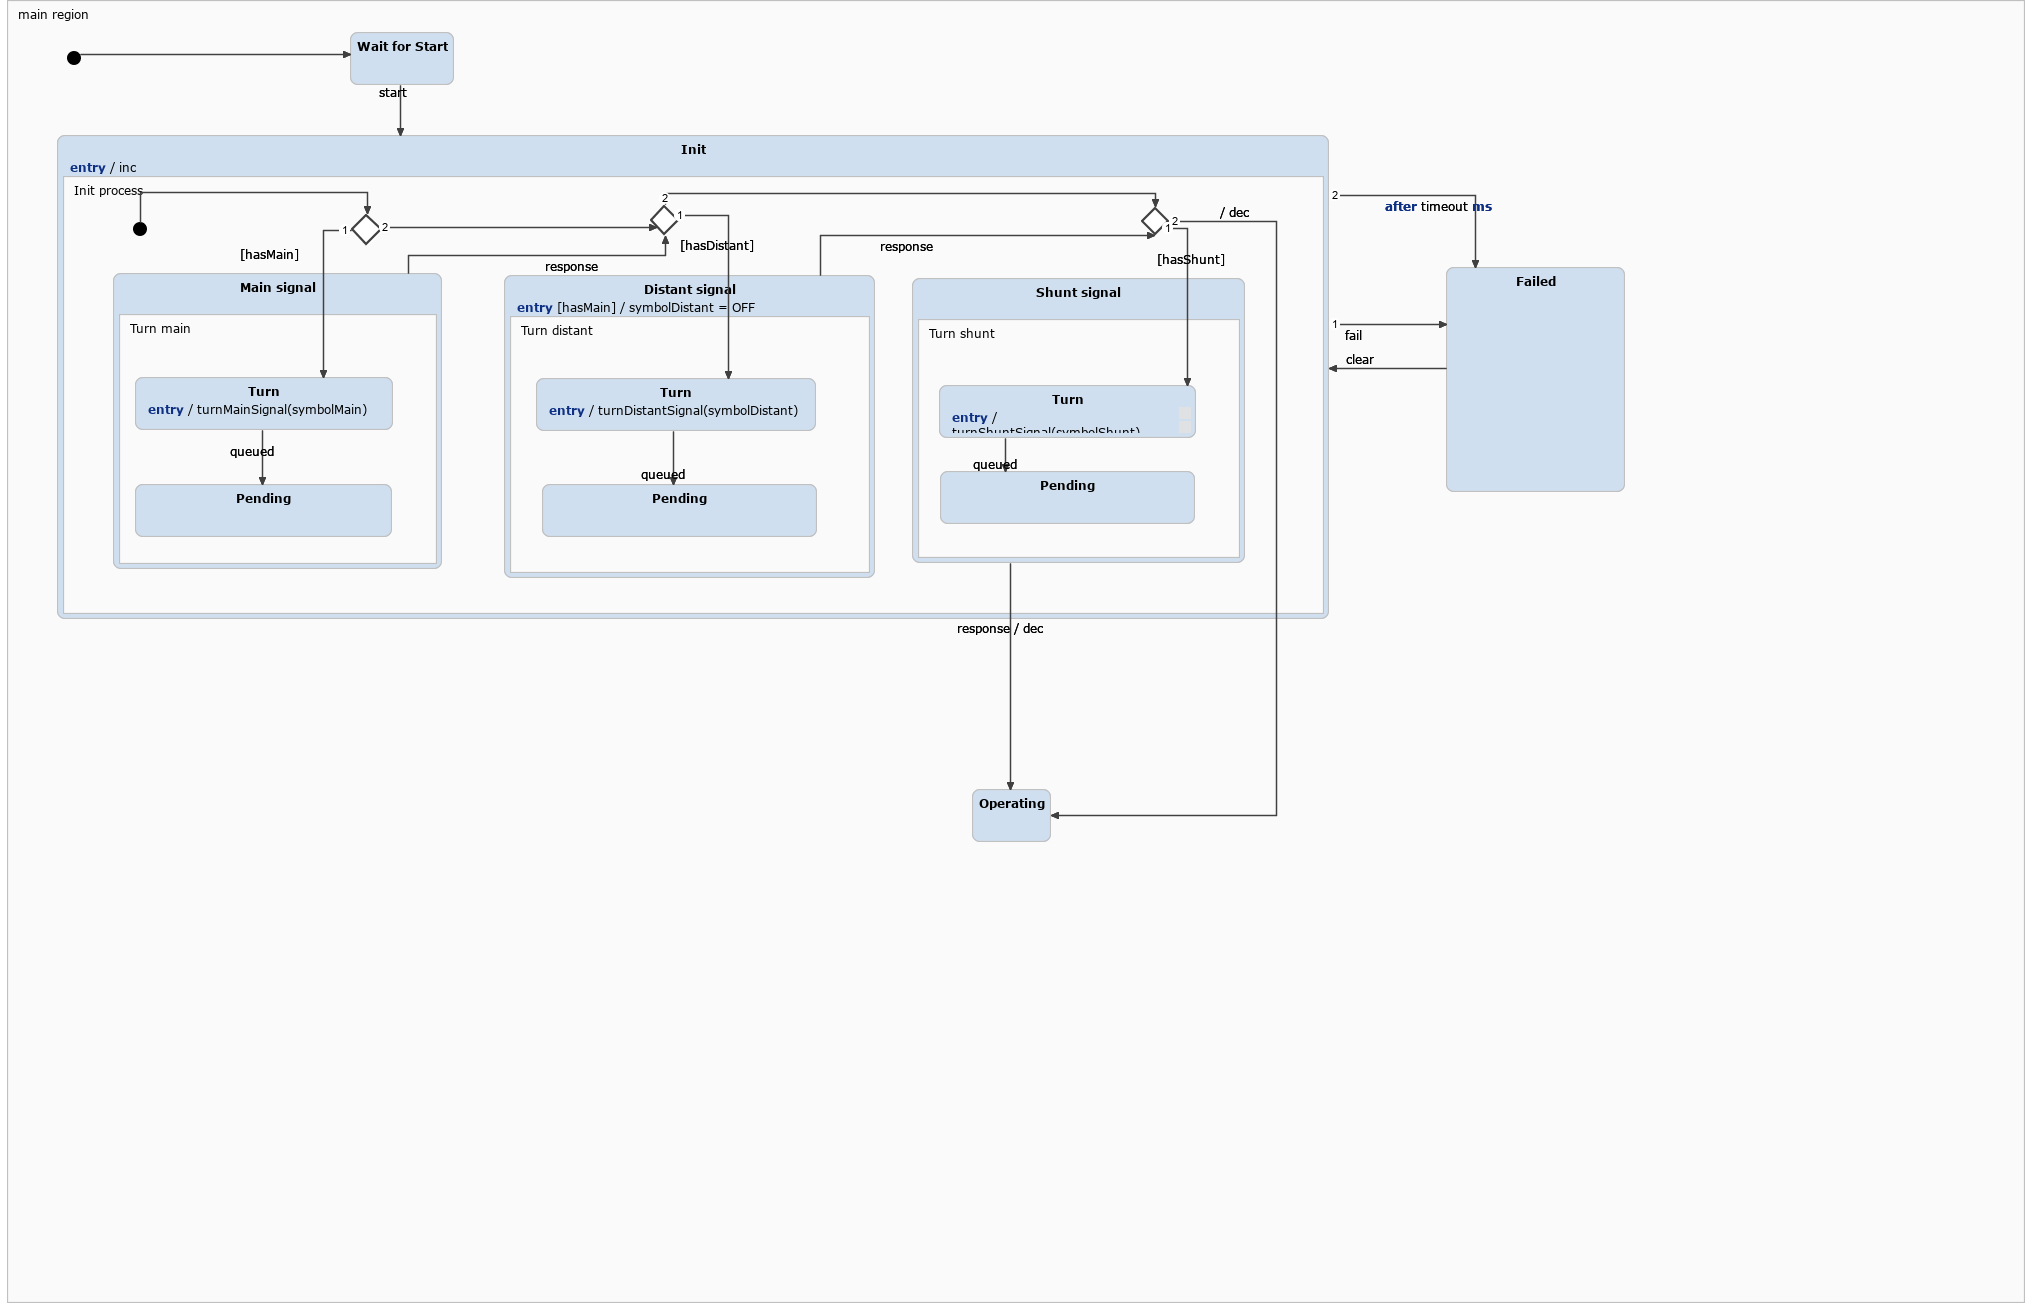 main region
Wait for Start
start
Init
entry / inc
Init process
1
2
2
1
2
1
/ dec
[hasMain]
[hasDistant]
[hasShunt]
response
response
Main signal
Turn main
Turn
entry / turnMainSignal(symbolMain)
queued
Pending
Distant signal
entry [hasMain] / symbolDistant = OFF
Turn distant
Turn
entry / turnDistantSignal(symbolDistant)
queued
Pending
Shunt signal
Turn shunt
Turn
entry /
turnShuntSignal(symbolShunt)
queued
Pending
2
after timeout ms
1
fail
clear
Failed
response / dec
Operating